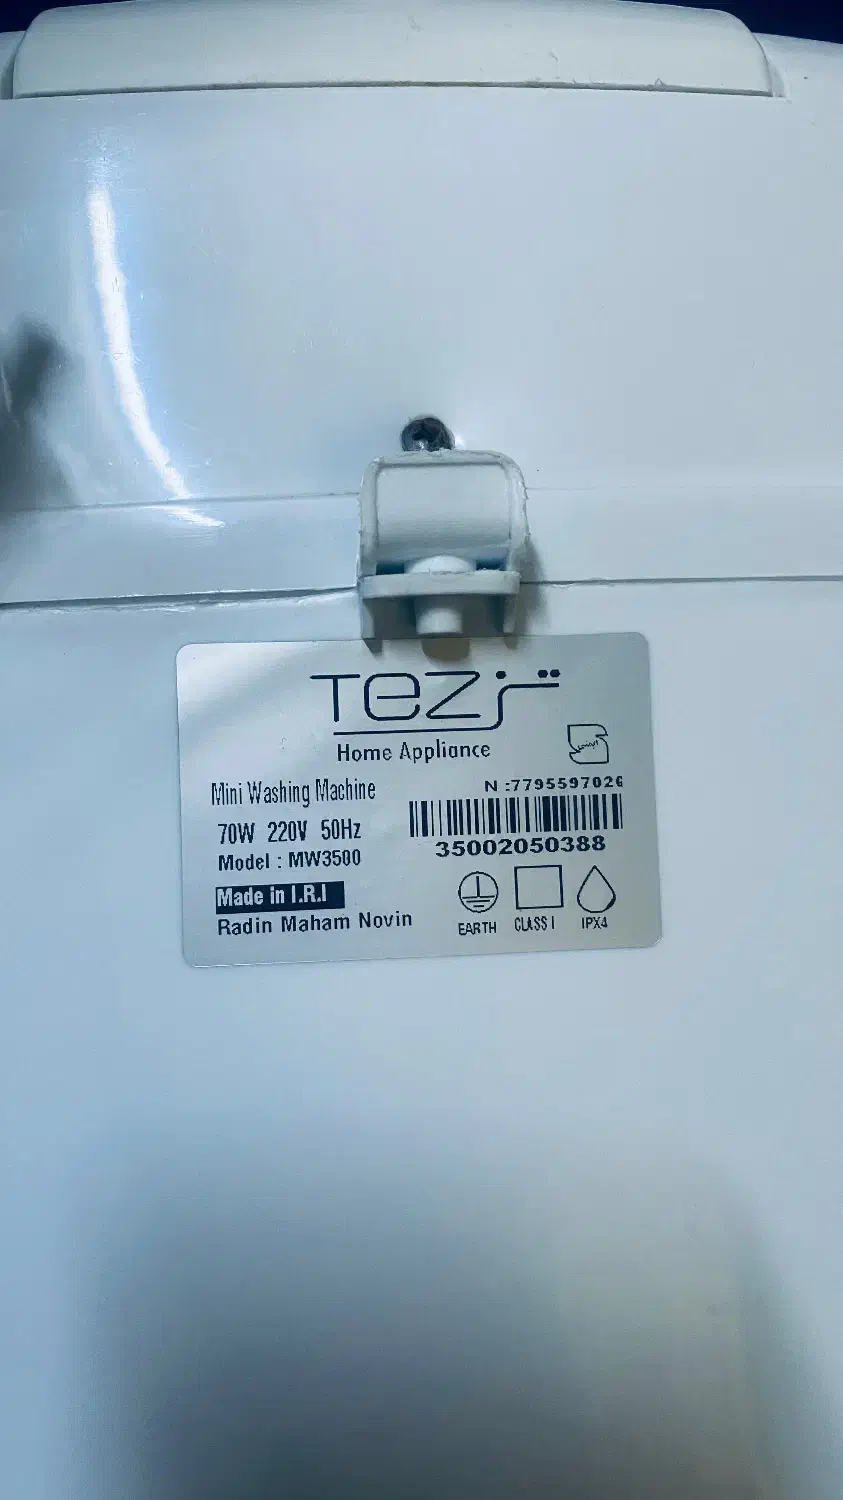 TEZ تز
Home Appliance
Mini Washing Machine
N :7795597026
70W 220V 50Hz
35002050388
Model : MW3500
Made in I.R.I
Radin Maham Novin
EARTH CLASS I IPX4